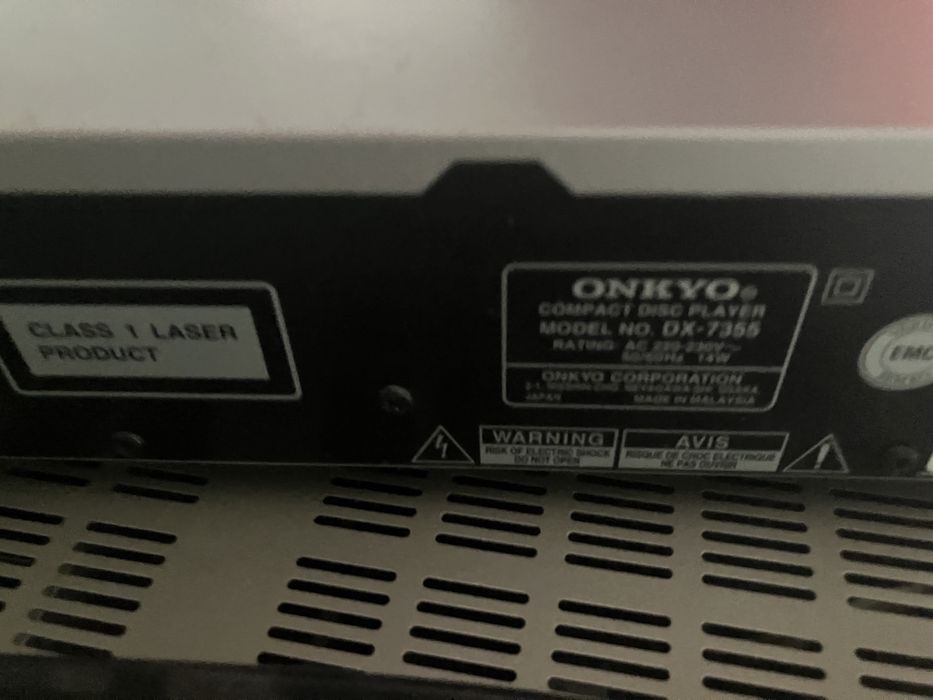 CLASS 1 LASER
PRODUCT
ONKYO
COMPACT DISC PLAYER
MODEL NO. DX-7355
RATING: AC 220-230V~
50/60Hz 14W
ONKYO CORPORATION
JAPAN MADE IN MALAYSIA
EMC
WARNING
RISK OF ELECTRIC SHOCK
DO NOT OPEN
AVIS
RISQUE DE CHOC ELECTRIQUE
NE PAS OUVRIR